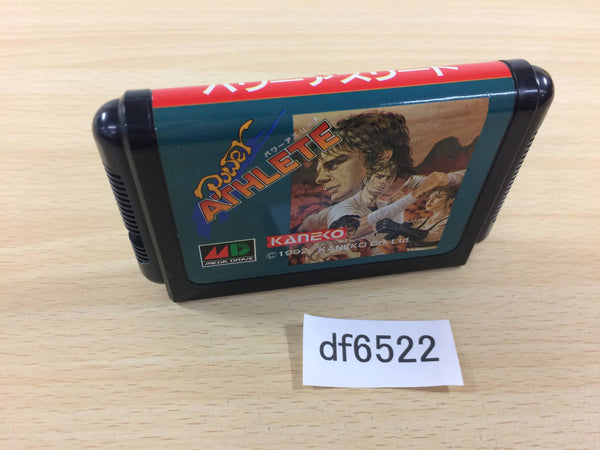 パワーアスリート
Power
ATHLETE
パワーアスリート
KANEKO
©1992 KANEKO Co.,Ltd.
MD
MEGA DRIVE
df6522